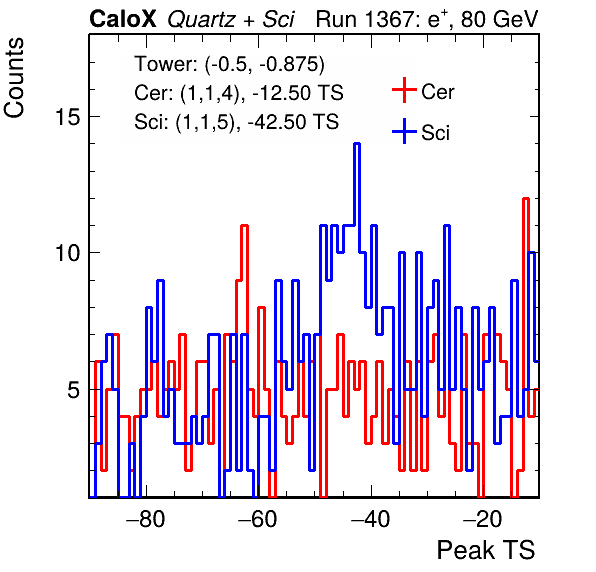 CaloX Quartz + Sci Run 1367: e+, 80 GeV
Counts
Tower: (-0.5, -0.875)
Cer: (1,1,4), -12.50 TS
Sci: (1,1,5), -42.50 TS
Cer
Sci
15
10
5
−80 −60 −40 −20
Peak TS